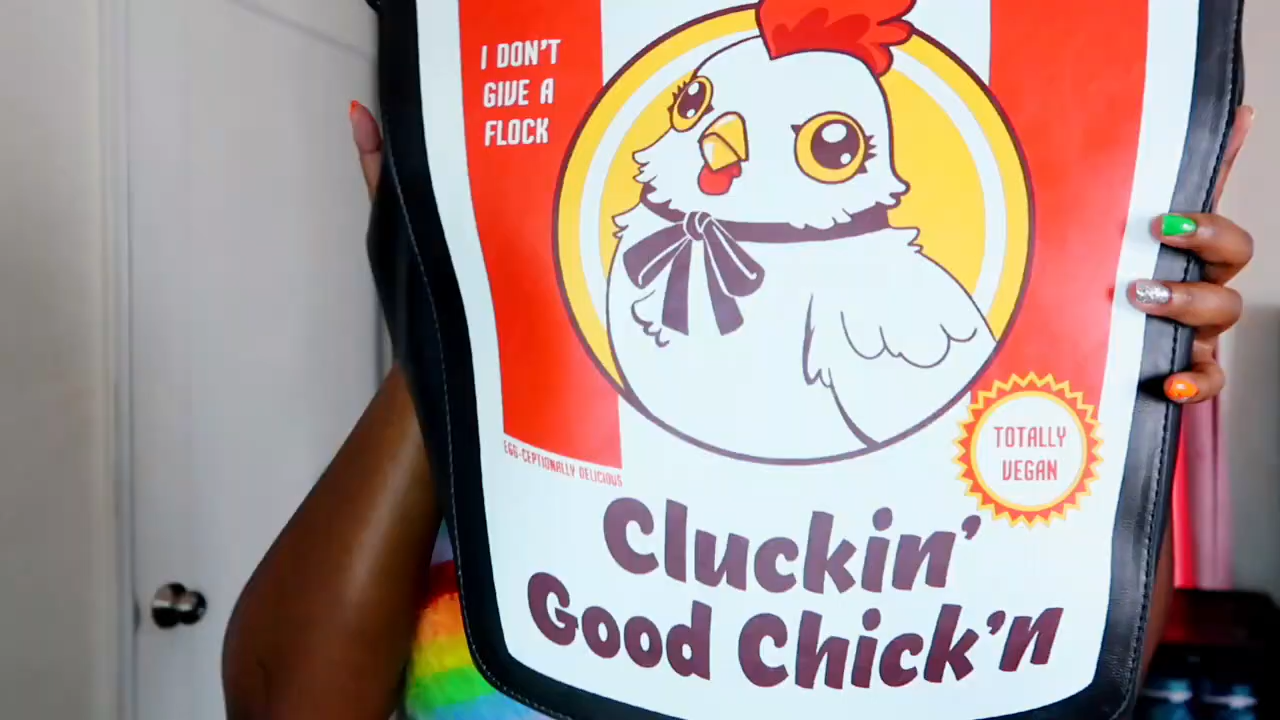 I DON'T
GIVE A
FLOCK
EGG-CEPTIONALLY DELICIOUS
TOTALLY
VEGAN
Cluckin'
Good Chick'n